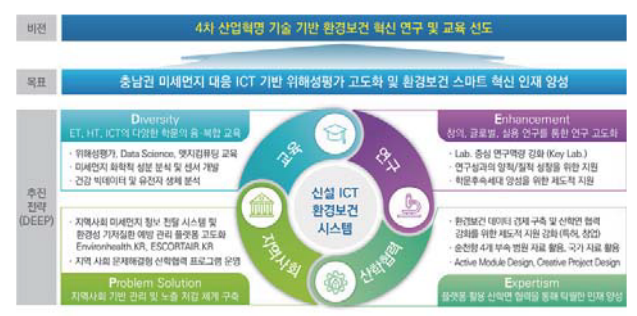 비전
4차 산업혁명 기술 기반 환경보건 혁신 연구 및 교육 선도
목표
충남권 미세먼지 대응 ICT 기반 위해성평가 고도화 및 환경보건 스마트 혁신 인재 양성
추진
전략
(DEEP)
Diversity
ET, HT, ICT의 다양한 학문의 융·복합 교육
· 위해성평가, Data Science, 엣지컴퓨팅 교육
· 미세먼지 화학적 성분 분석 및 센서 개발
· 건강 빅데이터 및 유전자 생체 분석
Enhancement
창의, 글로벌, 실용 연구를 통한 연구 고도화
· Lab. 중심 연구역량 강화 (Key Lab.)
· 연구성과의 양적/질적 성장을 위한 지원
· 학문후속세대 양성을 위한 제도적 지원
교육
연구
지역사회
산학협력
신설 ICT
환경보건
시스템
· 지역사회 미세먼지 정보 전달 시스템 및
환경성 기저질환 예방 관리 플랫폼 고도화
Environhealth.KR, ESCORTAIR.KR
· 지역 사회 문제해결형 산학협력 프로그램 운영
Problem Solution
지역사회 기반 관리 및 노출 저감 체계 구축
· 환경보건 데이터 경제 구축 및 산학연 협력
강화를 위한 제도적 지원 강화 (특허, 창업)
· 순천향 4개 부속 병원 자료 활용, 국가 자료 활용
· Active Module Design, Creative Project Design
Expertism
플랫폼 활용 산학연 협력을 통해 탁월한 인재 양성